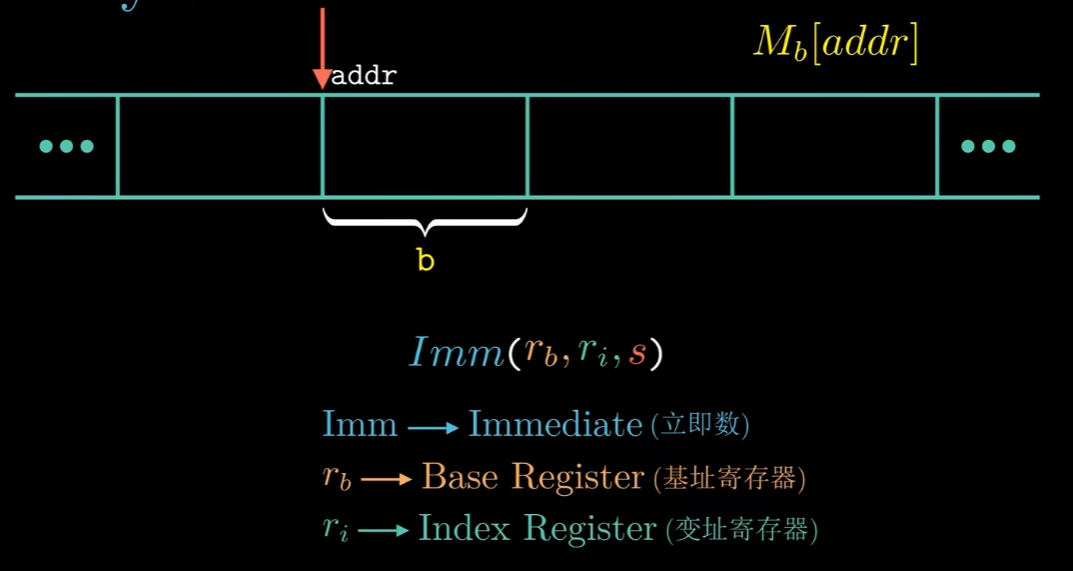 M_b[addr]
addr
b
Imm(r_b, r_i, s)
Imm → Immediate (立即数)
r_b → Base Register (基址寄存器)
r_i → Index Register (变址寄存器)